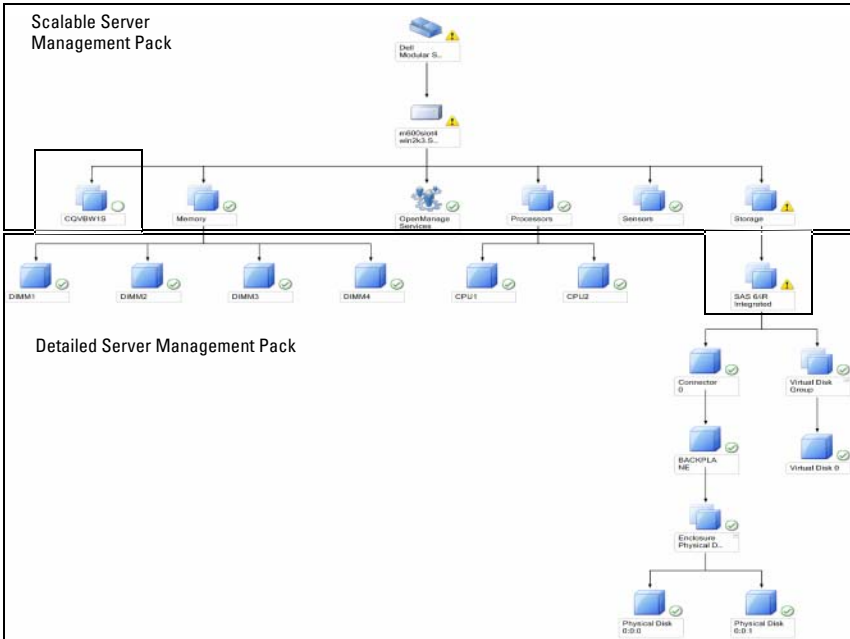 Scalable Server
Management Pack
Dell
Modular S..
m600slot4
win2k3.S..
CQVBW1S
Memory
OpenManage
Services
Processors
Sensors
Storage
DIMM1
DIMM2
DIMM3
DIMM4
CPU1
CPU2
SAS 6/iR
Integrated
Detailed Server Management Pack
Connector
0
Virtual Disk
Group
BACKPLA
NE
Virtual Disk 0
Enclosure
Physical D..
Physical Disk
0:0:0
Physical Disk
0:0:1